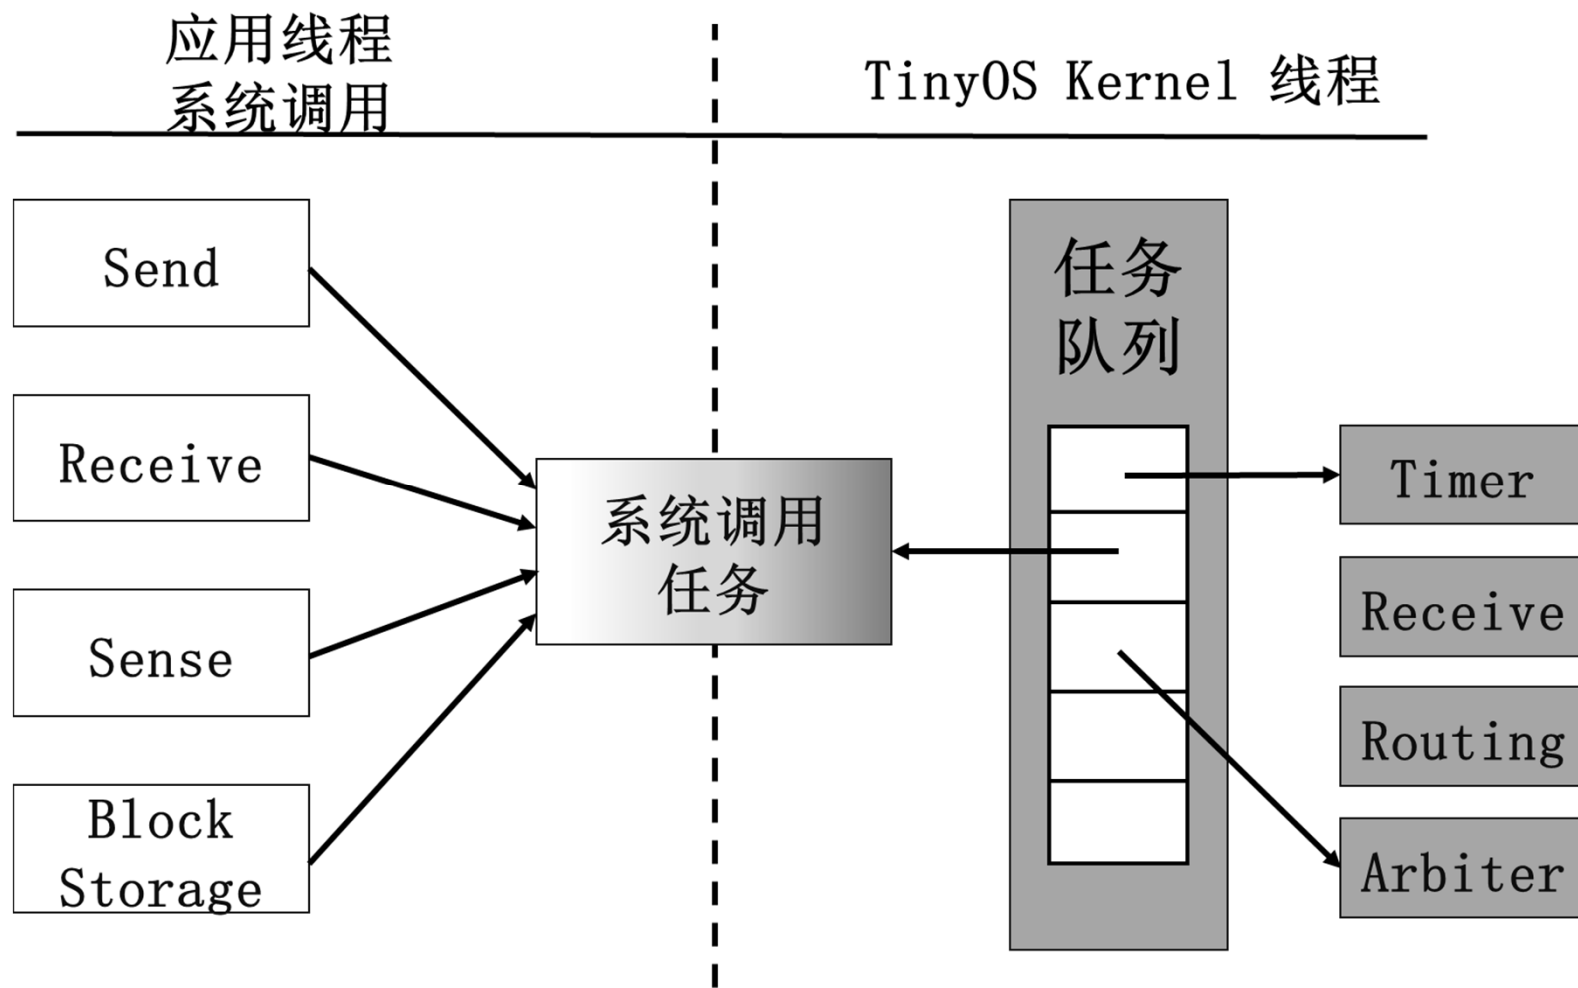 应用线程
系统调用
TinyOS Kernel 线程
Send
Receive
Sense
Block
Storage
系统调用
任务
任务
队列
Timer
Receive
Routing
Arbiter